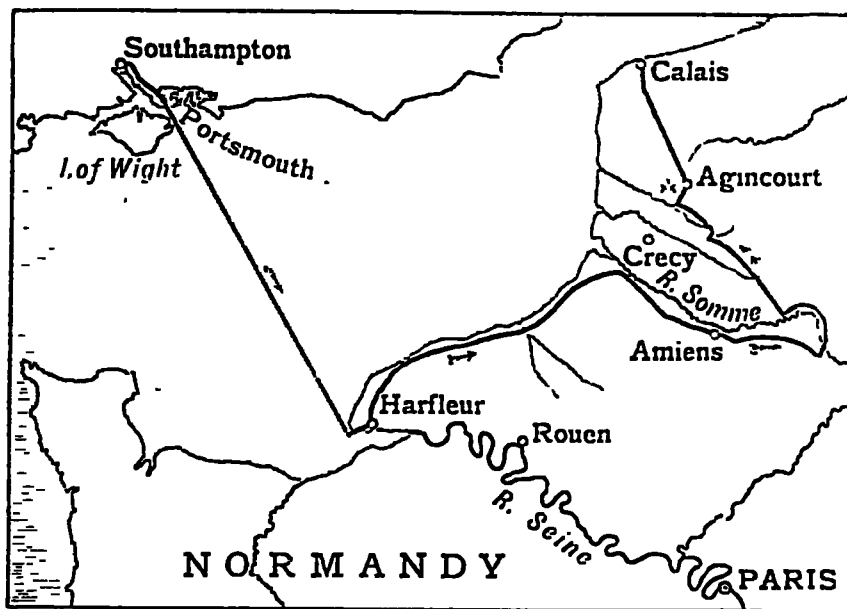 Southampton
Calais
Portsmouth
I. of Wight
Agincourt
Crecy
R. Somme
Amiens
Harfleur
Rouen
R. Seine
NORMANDY
PARIS